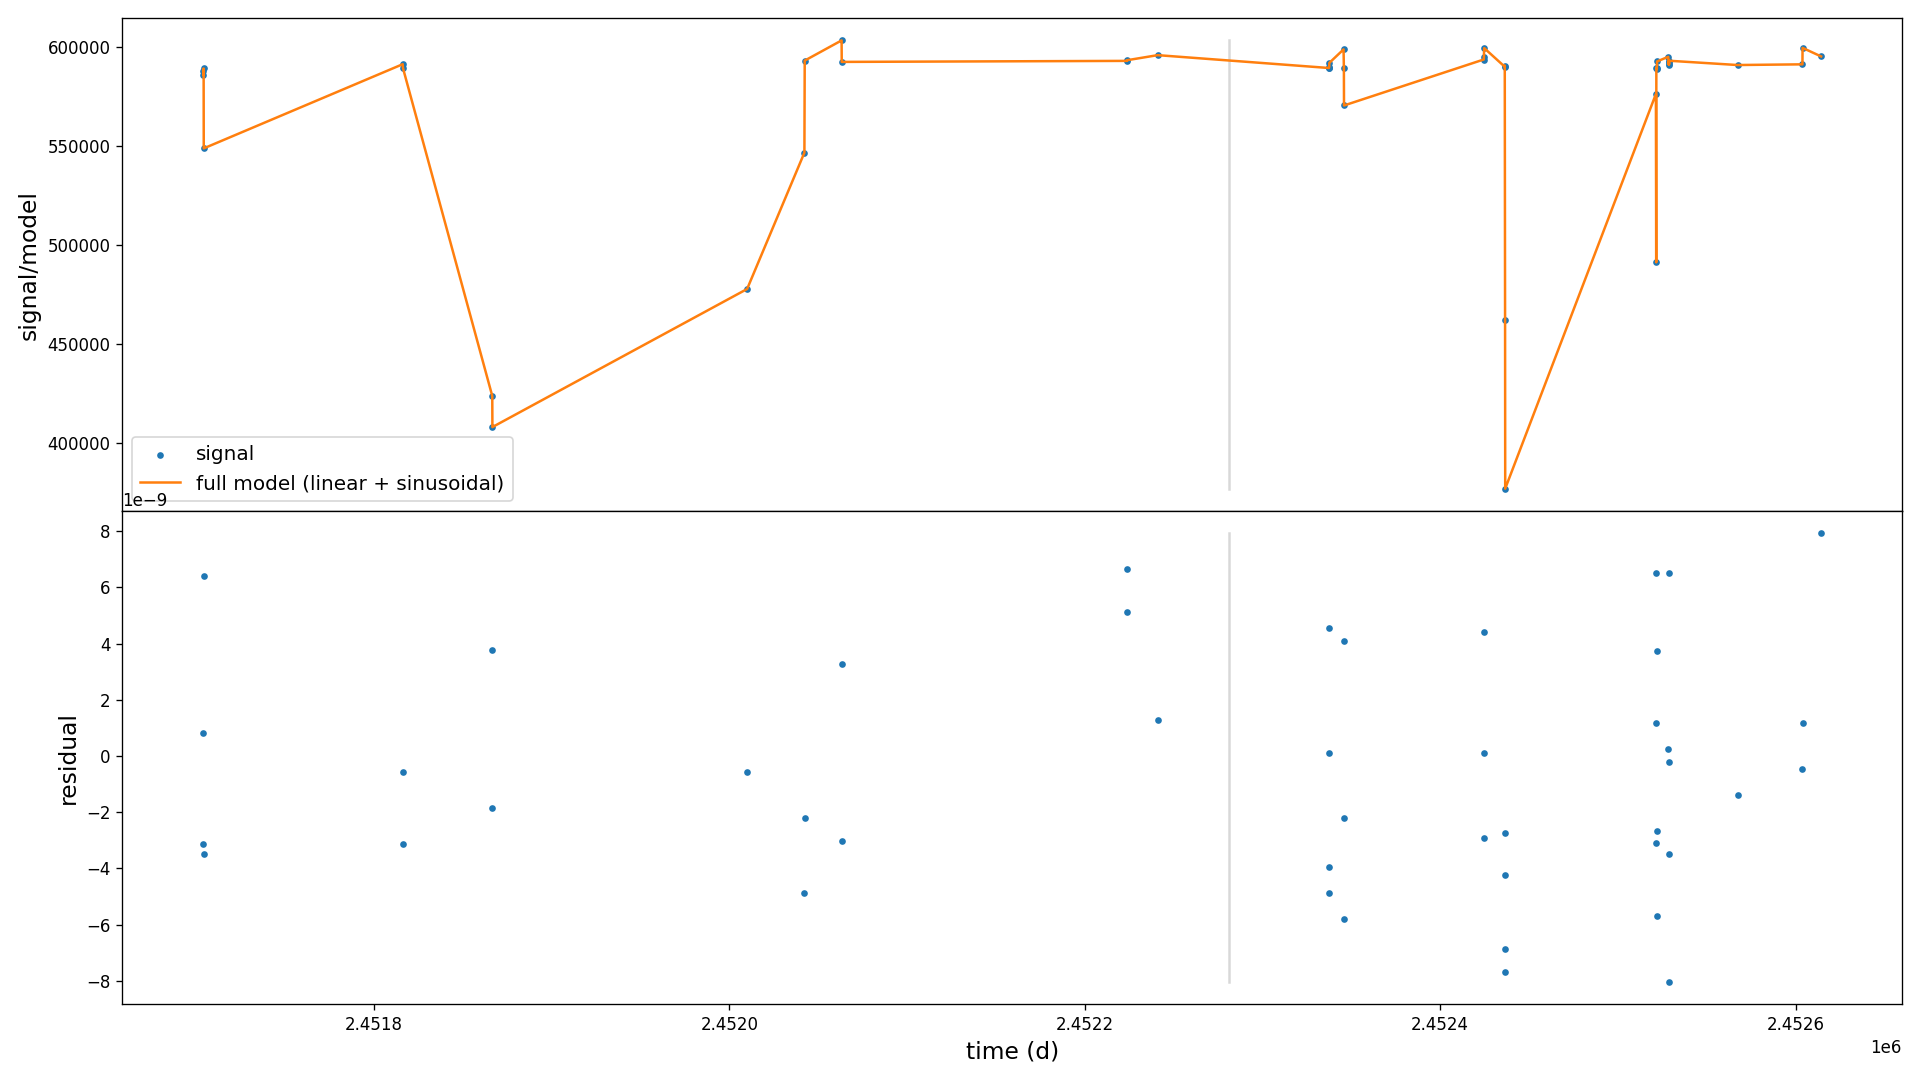 600000
550000
500000
450000
400000
signal/model
signal
full model (linear + sinusoidal)
1e−9
8
6
4
2
0
−2
−4
−6
−8
residual
2.4518
2.4520
2.4522
2.4524
2.4526
1e6
time (d)